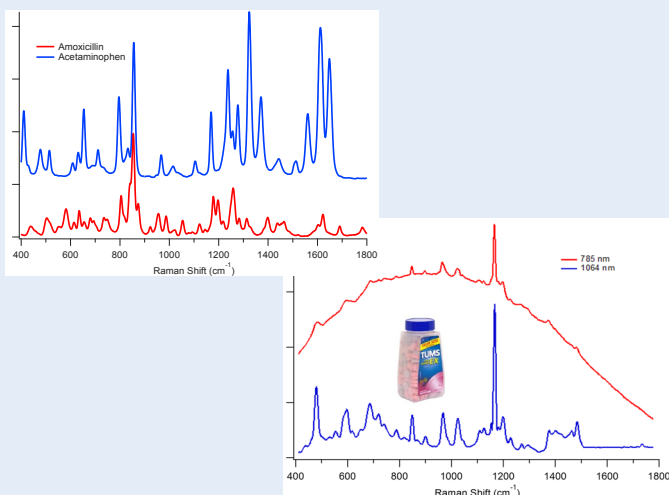 Amoxicillin
Acetaminophen
400 600 800 1000 1200 1400 1600 1800
Raman Shift (cm⁻¹)
785 nm
1064 nm
TUMS
EX
400 600 800 1000 1200 1400 1600 1800
Raman Shift (cm⁻¹)